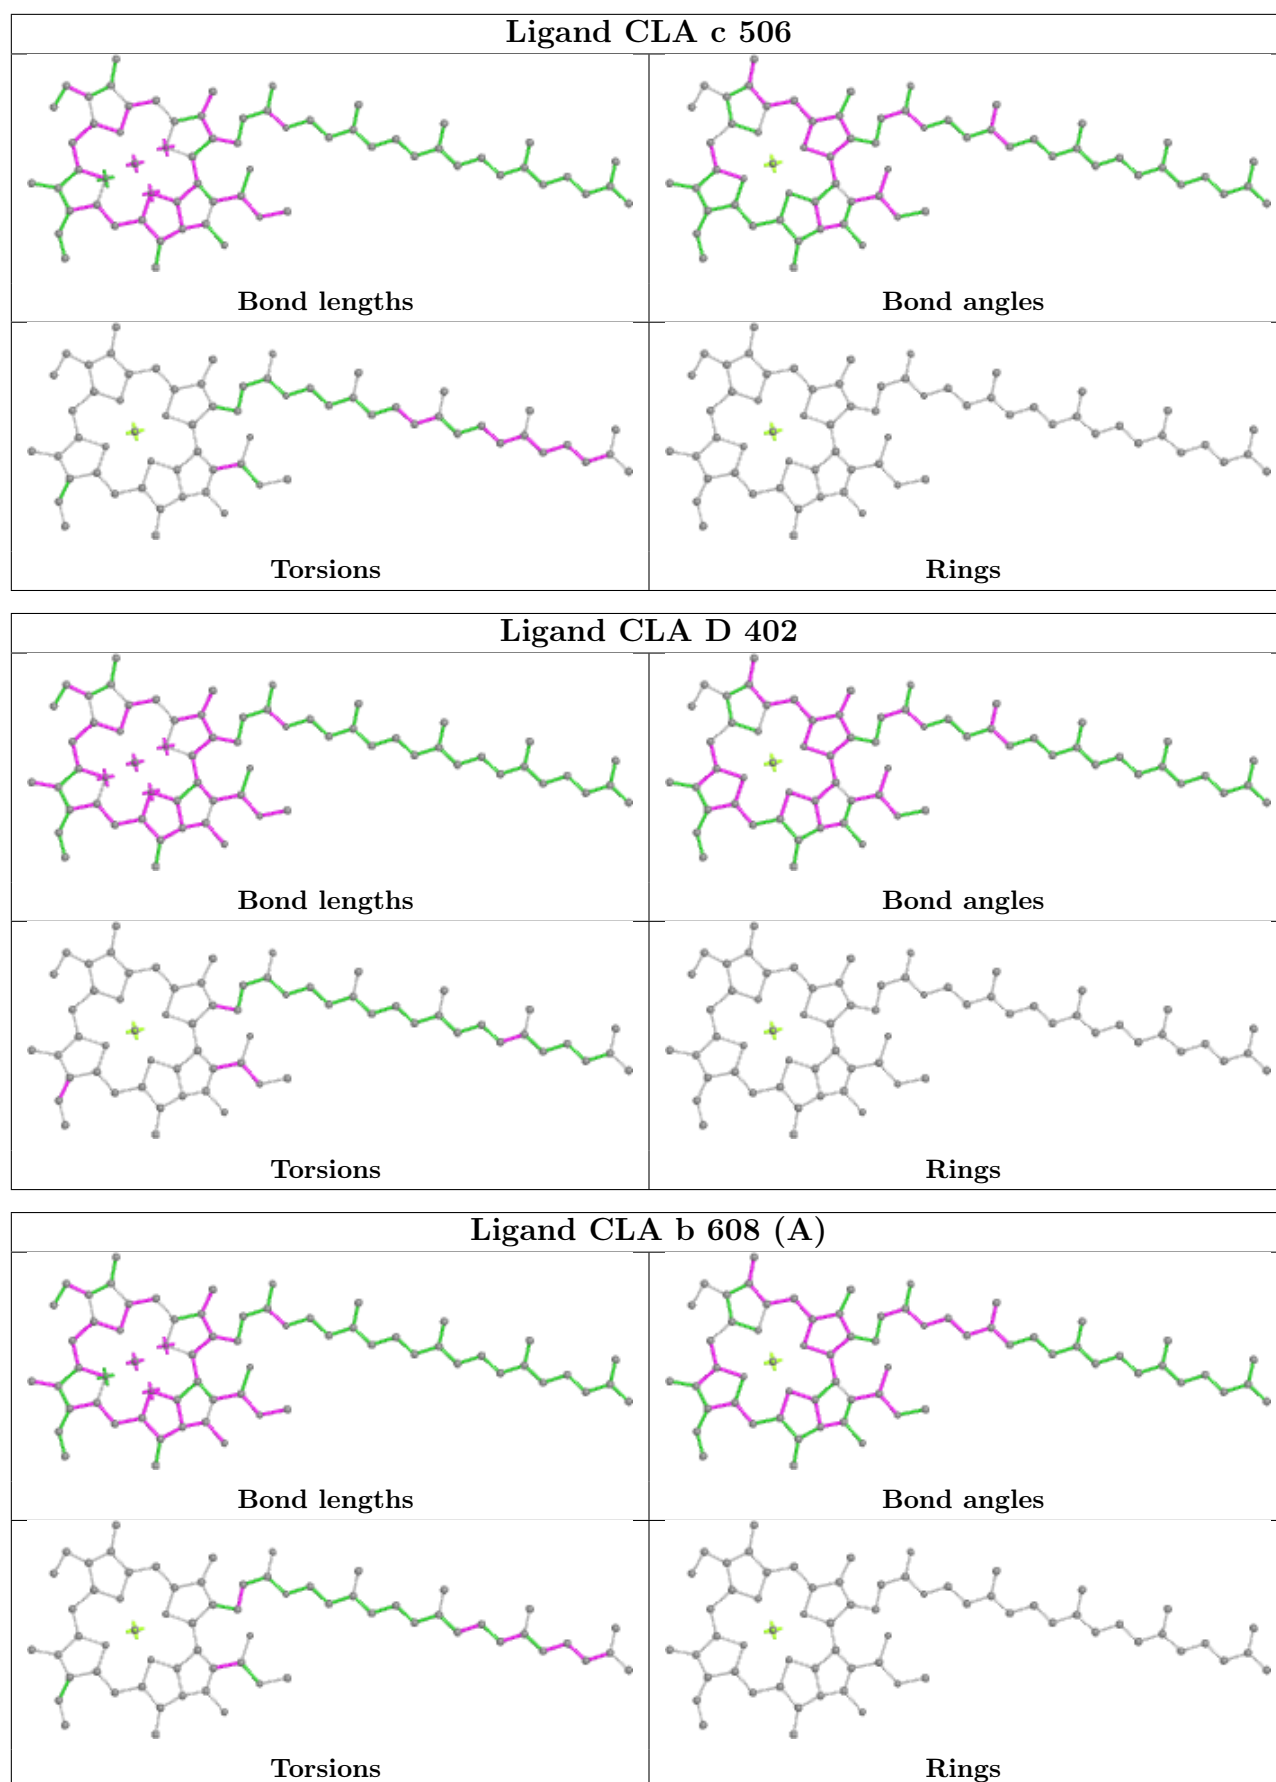 Ligand CLA c 506
Bond lengths
Bond angles
Torsions
Rings
Ligand CLA D 402
Bond lengths
Bond angles
Torsions
Rings
Ligand CLA b 608 (A)
Bond lengths
Bond angles
Torsions
Rings